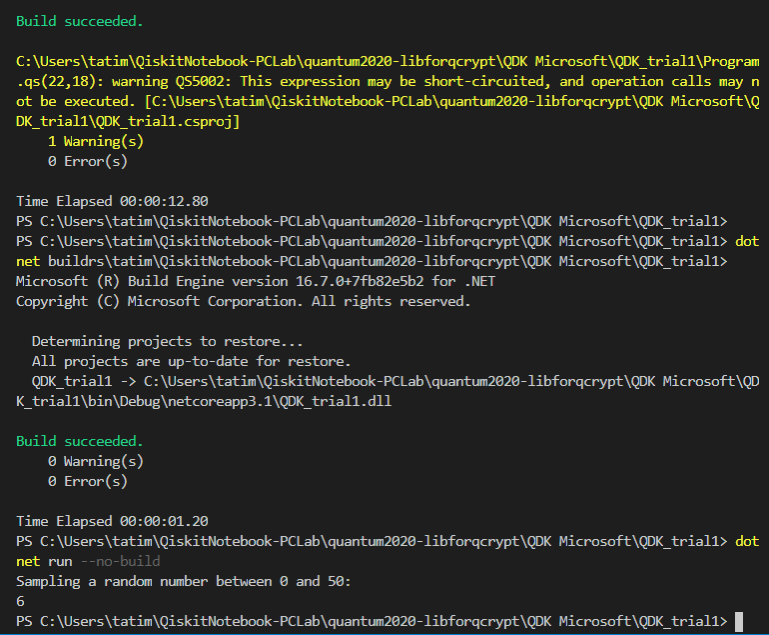 Build succeeded.
C:\Users\tatim\QiskitNotebook-PCLab\quantum2020-libforqcrypt\QDK Microsoft\QDK_trial1\Program
.qs(22,18): warning QS5002: This expression may be short-circuited, and operation calls may n
ot be executed. [C:\Users\tatim\QiskitNotebook-PCLab\quantum2020-libforqcrypt\QDK Microsoft\Q
DK_trial1\QDK_trial1.csproj]
    1 Warning(s)
    0 Error(s)
Time Elapsed 00:00:12.80
PS C:\Users\tatim\QiskitNotebook-PCLab\quantum2020-libforqcrypt\QDK Microsoft\QDK_trial1>
PS C:\Users\tatim\QiskitNotebook-PCLab\quantum2020-libforqcrypt\QDK Microsoft\QDK_trial1> dot
net buildrs\tatim\QiskitNotebook-PCLab\quantum2020-libforqcrypt\QDK Microsoft\QDK_trial1>
Microsoft (R) Build Engine version 16.7.0+7fb82e5b2 for .NET
Copyright (C) Microsoft Corporation. All rights reserved.
  Determining projects to restore...
  All projects are up-to-date for restore.
  QDK_trial1 -> C:\Users\tatim\QiskitNotebook-PCLab\quantum2020-libforqcrypt\QDK Microsoft\QD
K_trial1\bin\Debug\netcoreapp3.1\QDK_trial1.dll
Build succeeded.
    0 Warning(s)
    0 Error(s)
Time Elapsed 00:00:01.20
PS C:\Users\tatim\QiskitNotebook-PCLab\quantum2020-libforqcrypt\QDK Microsoft\QDK_trial1> dot
net run --no-build
Sampling a random number between 0 and 50:
6
PS C:\Users\tatim\QiskitNotebook-PCLab\quantum2020-libforqcrypt\QDK Microsoft\QDK_trial1>